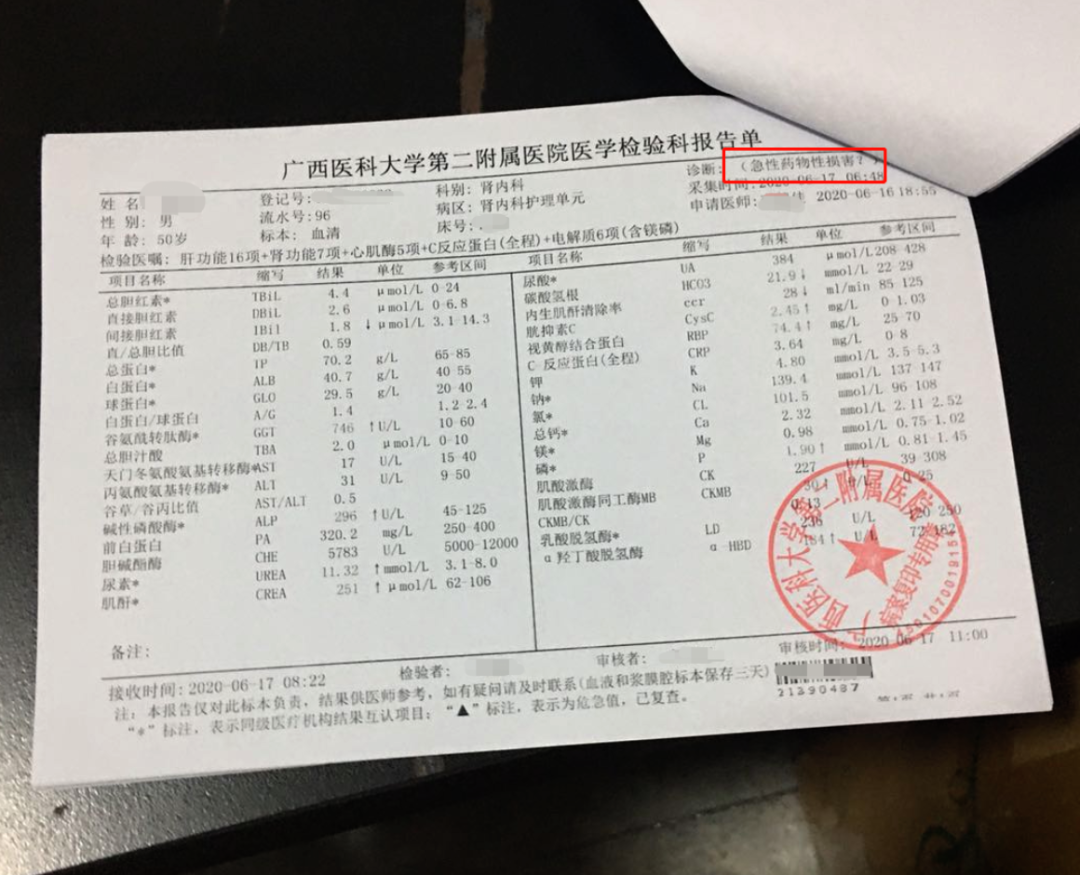 广西医科大学第二附属医院医学检验科报告单
姓 名
登记号:
科别: 肾内科
诊断: (急性药物性损害?)
性 别: 男
流水号:96
病区: 肾内科护理单元
采集时间:2020-06-17 06:48
年 龄: 50岁
标本: 血清
床号:
申请医师: 2020-06-16 18:55
检验医嘱: 肝功能16项+肾功能7项+心肌酶5项+C反应蛋白(全程)+电解质6项(含镁磷)
项目名称 缩写 结果 单位 参考区间
总胆红素* TBiL 4.4 μmol/L 0-24
直接胆红素 DBiL 2.6 μmol/L 0-6.8
间接胆红素 IBil 1.8 ↓ μmol/L 3.1-14.3
直/总胆比值 DB/TB 0.59
总蛋白* TP 70.2 g/L 65-85
白蛋白* ALB 40.7 g/L 40-55
球蛋白* GLO 29.5 g/L 20-40
白蛋白/球蛋白 A/G 1.4 1.2-2.4
谷氨酰转肽酶* GGT 746 ↑U/L 10-60
总胆汁酸 TBA 2.0 μmol/L 0-10
天门冬氨酸氨基转移酶* AST 17 U/L 15-40
丙氨酸氨基转移酶* ALT 31 U/L 9-50
谷草/谷丙比值 AST/ALT 0.5
碱性磷酸酶* ALP 296 ↑U/L 45-125
前白蛋白 PA 320.2 mg/L 250-400
胆碱酯酶 CHE 5783 U/L 5000-12000
尿素* UREA 11.32 ↑mmol/L 3.1-8.0
肌酐* CREA 251 ↑μmol/L 62-106
项目名称 缩写 结果 单位 参考区间
尿酸* UA 384 μmol/L 208-428
碳酸氢根 HCO3 21.9↓ mmol/L 22-29
内生肌酐清除率 ccr 28↓ ml/min 85-125
胱抑素C CysC 2.45↑ mg/L 0-1.03
视黄醇结合蛋白 RBP 74.4↑ mg/L 25-70
C-反应蛋白(全程) CRP 3.64 mg/L 0-8
钾 K 4.80 mmol/L 3.5-5.3
钠* Na 139.4 mmol/L 137-147
氯* CL 101.5 mmol/L 96-108
总钙* Ca 2.32 mmol/L 2.11-2.52
镁* Mg 0.98 mmol/L 0.75-1.02
磷* P 1.90↑ mmol/L 0.81-1.45
肌酸激酶 CK 227 U/L 39-308
肌酸激酶同工酶MB CKMB 30↑ U/L 0-25
CKMB/CK 0.13
乳酸脱氢酶* LD 236 U/L 120-250
α羟丁酸脱氢酶 α-HBD 184↑ U/L 72-182
广西医科大学第二附属医院
病案复印专用章
备注:
检验者:
审核者:
审核时间: 2020-06-17 11:00
接收时间:2020-06-17 08:22
注: 本报告仅对此标本负责, 结果供医师参考, 如有疑问请及时联系(血液和浆膜腔标本保存三天)
21390487
“*”标注, 表示同级医疗机构结果互认项目; “▲”标注, 表示为危急值, 已复查。